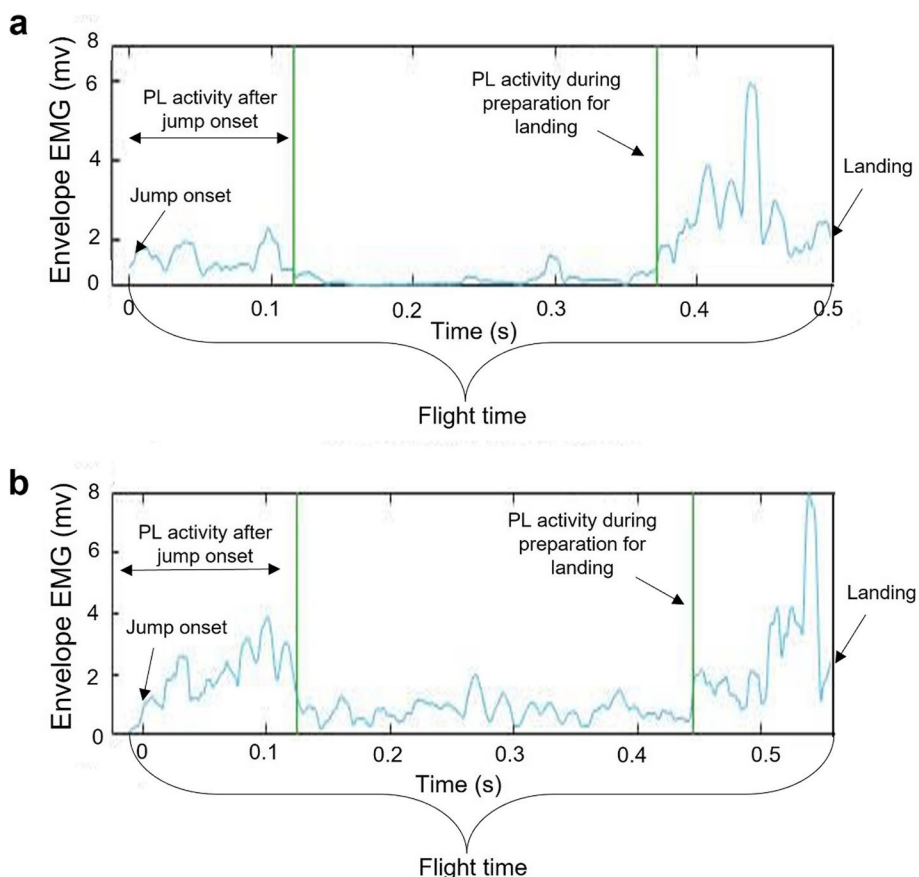 a
Envelope EMG (mv)
8
6
4
2
0
PL activity after
jump onset
Jump onset
PL activity during
preparation for
landing
Landing
0 0.1 0.2 0.3 0.4 0.5
Time (s)
Flight time
b
Envelope EMG (mv)
8
6
4
2
0
PL activity after
jump onset
Jump onset
PL activity during
preparation for
landing
Landing
0 0.1 0.2 0.3 0.4 0.5
Time (s)
Flight time